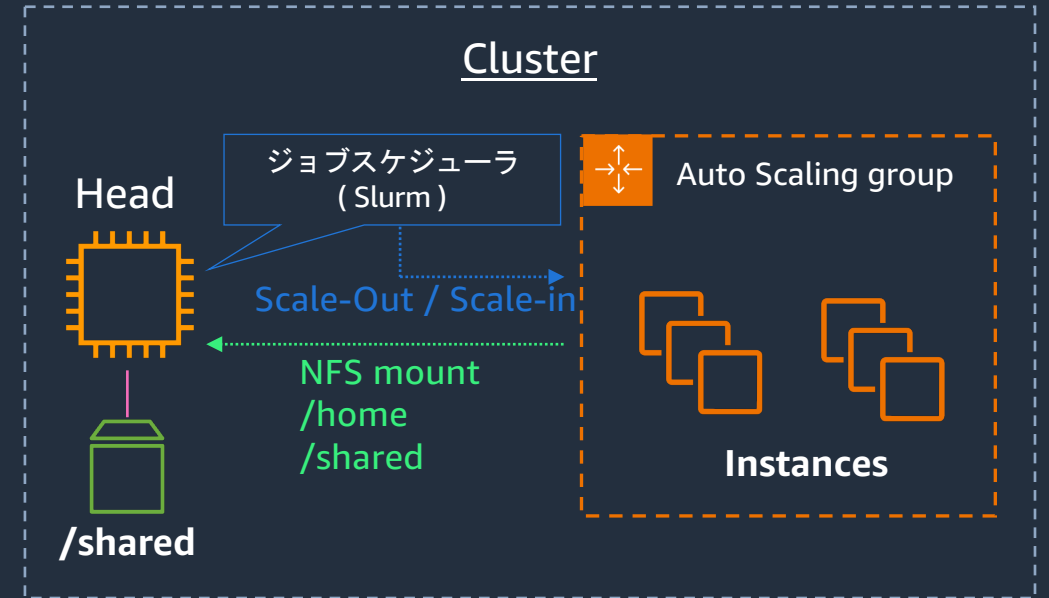 Cluster
ジョブスケジューラ
( Slurm )
Head
Auto Scaling group
Scale-Out / Scale-in
NFS mount
/home
/shared
Instances
/shared